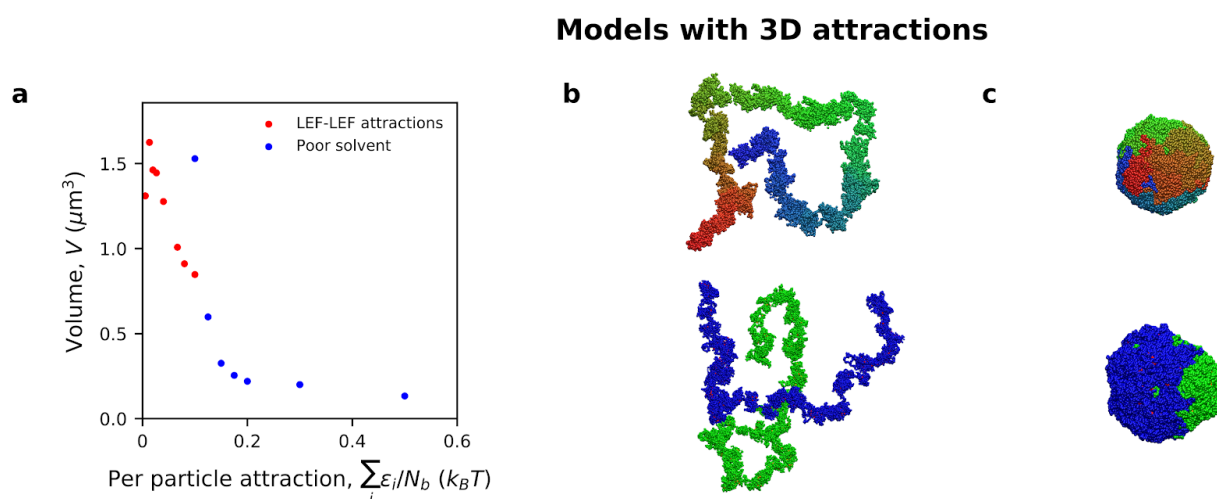 Models with 3D attractions
a
b
c
LEF-LEF attractions
Poor solvent
Volume, V (μm³)
1.5
1.0
0.5
0.0
0
0.2
0.4
0.6
Per particle attraction, ∑ᵢ εᵢ/N_b (k_BT)